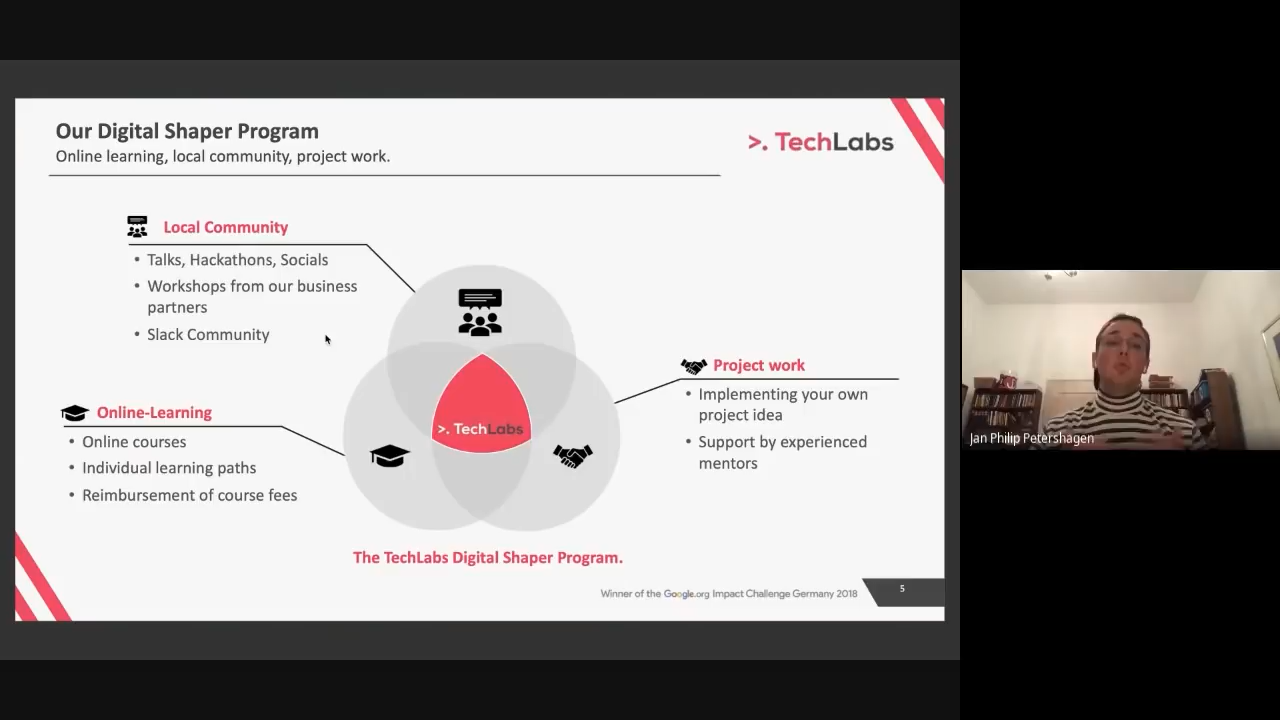 Our Digital Shaper Program
Online learning, local community, project work.
>. TechLabs
Local Community
• Talks, Hackathons, Socials
• Workshops from our business
partners
• Slack Community
Project work
• Implementing your own
project idea
• Support by experienced
mentors
Online-Learning
• Online courses
• Individual learning paths
• Reimbursement of course fees
>. TechLabs
The TechLabs Digital Shaper Program.
Winner of the Google.org Impact Challenge Germany 2018
5
Jan Philip Petershagen